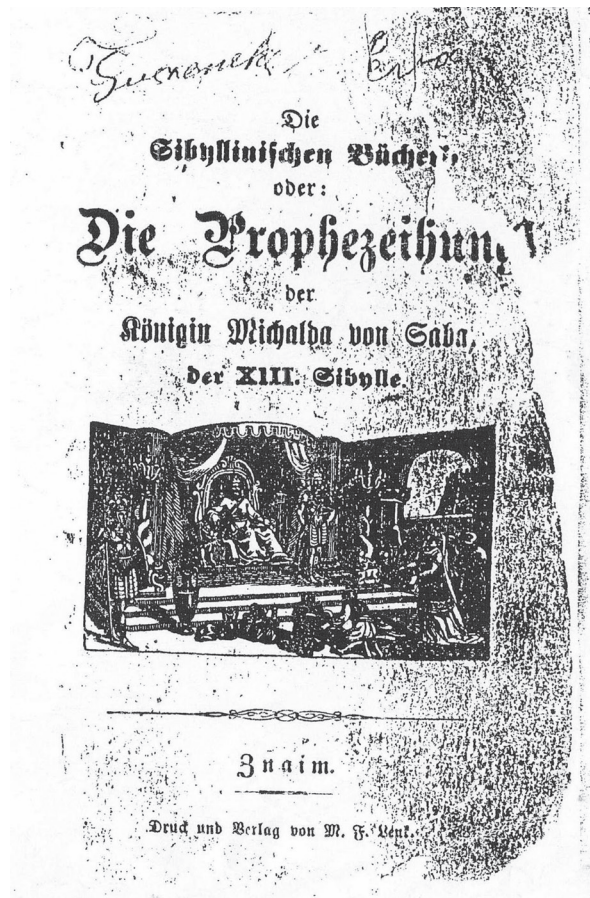 Die
Sibyllinischen Bücher,
oder:
Die Prophezeihung
der
Königin Michalda von Saba,
der XIII. Sibylle.
Znaim.
Druck und Verlag von M. F. Lenk.